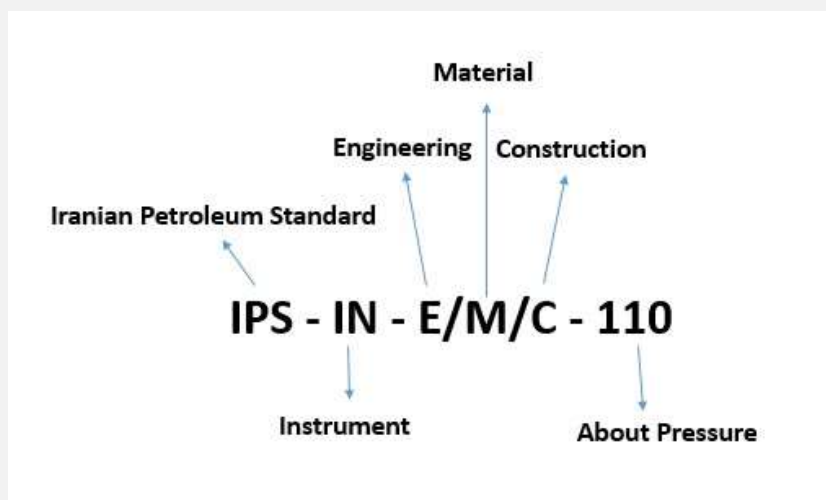 Material
Engineering Construction
Iranian Petroleum Standard
IPS - IN - E/M/C - 110
Instrument
About Pressure